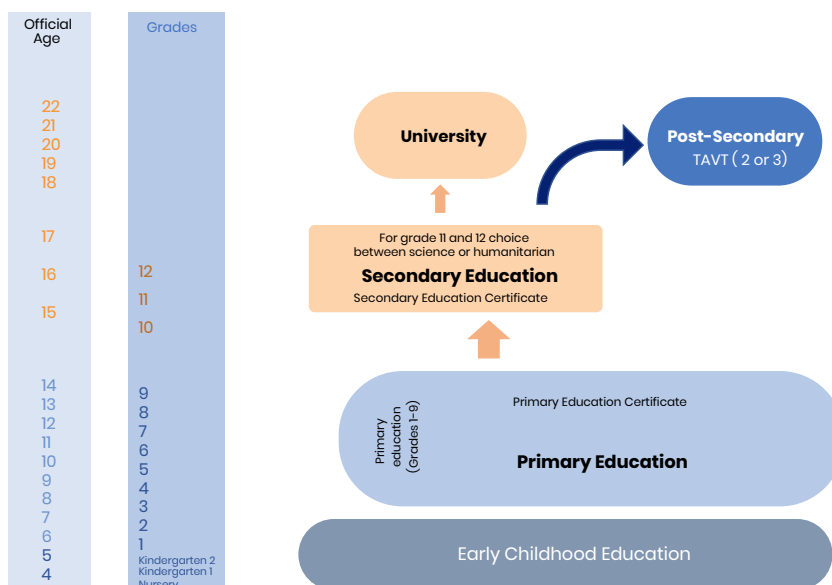 Official
Age
Grades
22
21
20
19
18
17
16
15
14
13
12
11
10
9
8
7
6
5
4
12
11
10
9
8
7
6
5
4
3
2
1
Kindergarten 2
Kindergarten 1
Nursery
University
Post-Secondary
TAVT ( 2 or 3)
For grade 11 and 12 choice
between science or humanitarian
Secondary Education
Secondary Education Certificate
Primary
education
(Grades 1-9)
Primary Education Certificate
Primary Education
Early Childhood Education